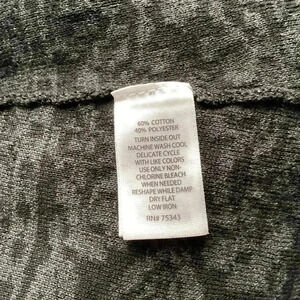 60% COTTON
40% POLYESTER
TURN INSIDE OUT
MACHINE WASH COOL
DELICATE CYCLE
WITH LIKE COLORS
USE ONLY NON-
CHLORINE BLEACH
WHEN NEEDED
RESHAPE WHILE DAMP
DRY FLAT
LOW IRON
RN# 75343